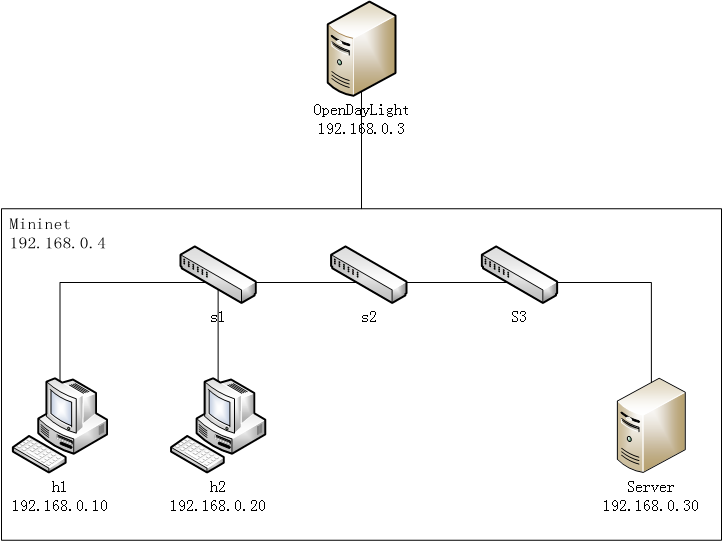 OpenDayLight
192.168.0.3
Mininet
192.168.0.4
s1
s2
S3
h1
192.168.0.10
h2
192.168.0.20
Server
192.168.0.30